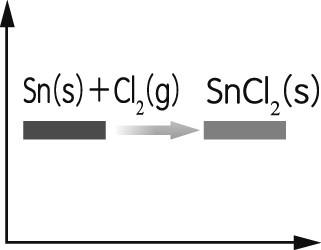 Sn(s) + Cl₂(g) SnCl₂(s)